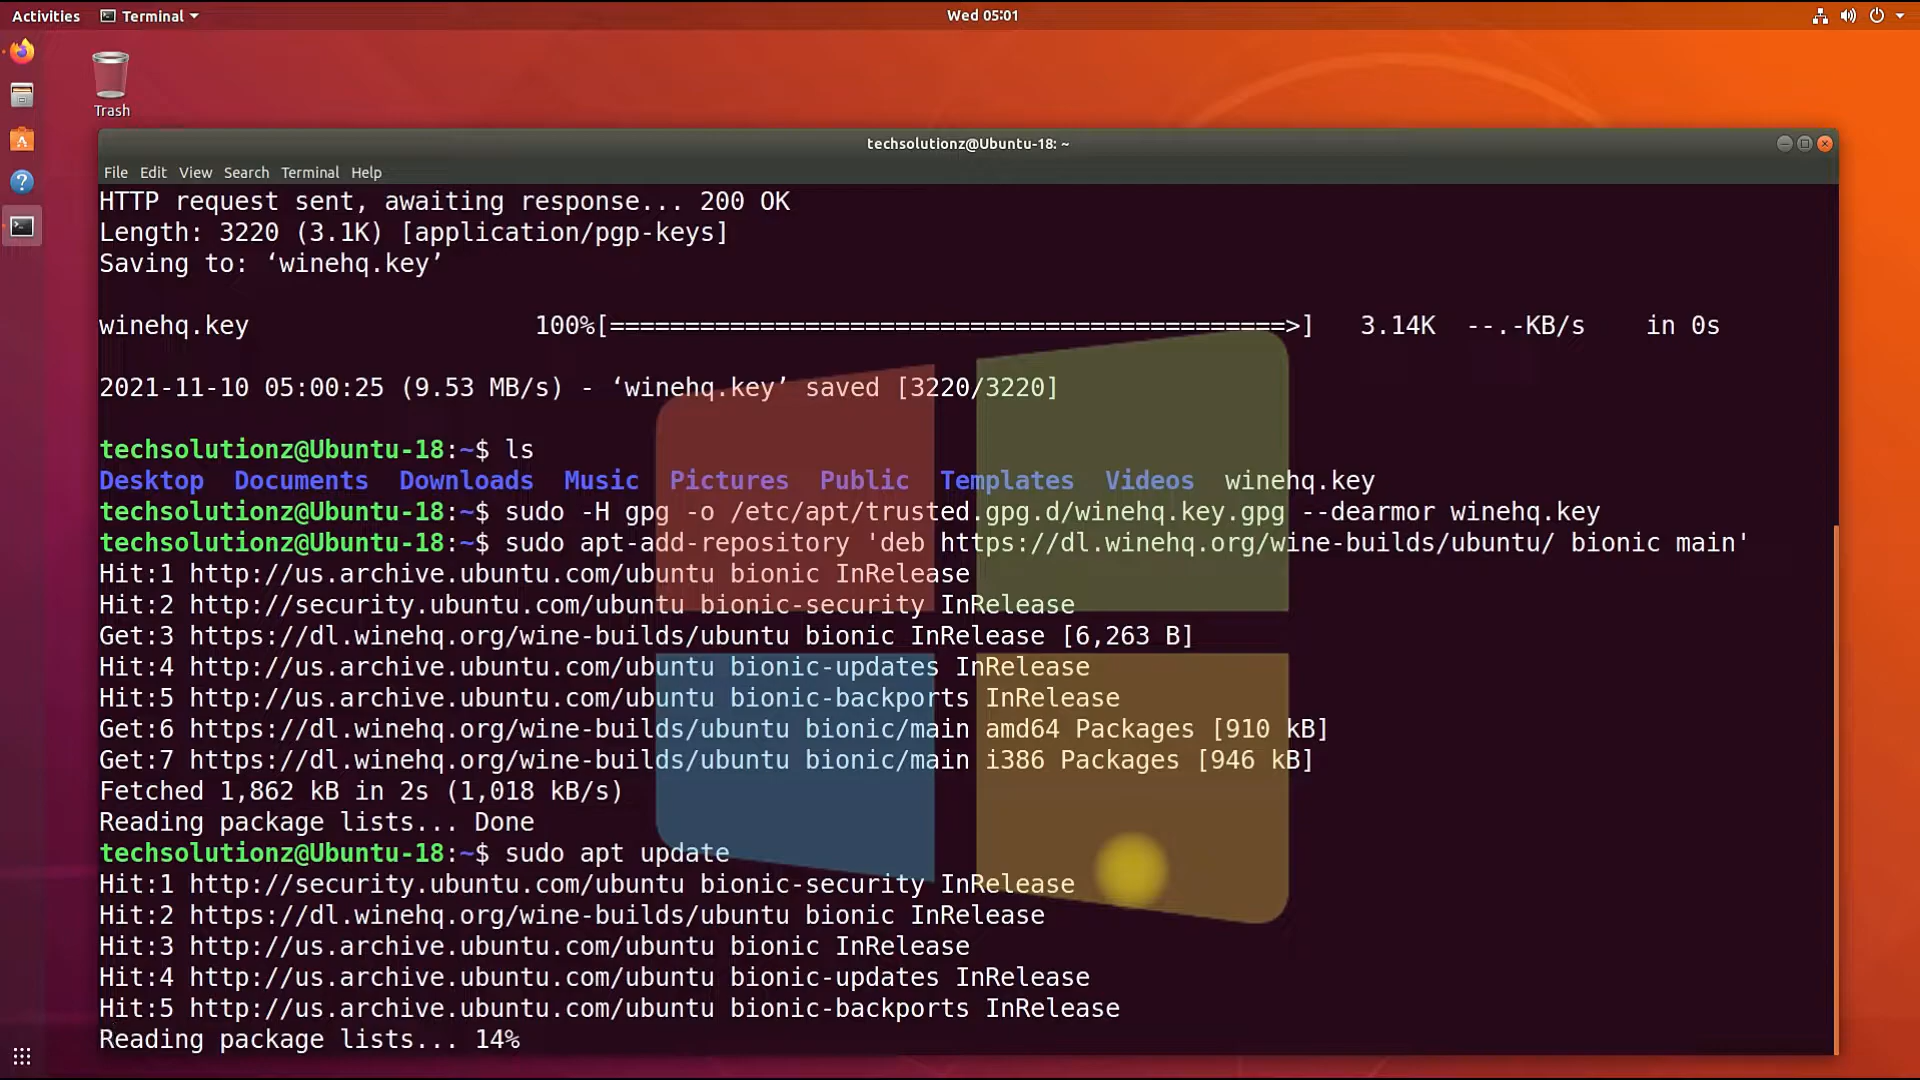 Activities Terminal Wed 05:01
Trash
techsolutionz@Ubuntu-18: ~
File Edit View Search Terminal Help
HTTP request sent, awaiting response... 200 OK
Length: 3220 (3.1K) [application/pgp-keys]
Saving to: ‘winehq.key’
winehq.key 100%[=============================================>] 3.14K --.-KB/s in 0s
2021-11-10 05:00:25 (9.53 MB/s) - ‘winehq.key’ saved [3220/3220]
techsolutionz@Ubuntu-18:~$ ls
Desktop Documents Downloads Music Pictures Public Templates Videos winehq.key
techsolutionz@Ubuntu-18:~$ sudo -H gpg -o /etc/apt/trusted.gpg.d/winehq.key.gpg --dearmor winehq.key
techsolutionz@Ubuntu-18:~$ sudo apt-add-repository 'deb https://dl.winehq.org/wine-builds/ubuntu/ bionic main'
Hit:1 http://us.archive.ubuntu.com/ubuntu bionic InRelease
Hit:2 http://security.ubuntu.com/ubuntu bionic-security InRelease
Get:3 https://dl.winehq.org/wine-builds/ubuntu bionic InRelease [6,263 B]
Hit:4 http://us.archive.ubuntu.com/ubuntu bionic-updates InRelease
Hit:5 http://us.archive.ubuntu.com/ubuntu bionic-backports InRelease
Get:6 https://dl.winehq.org/wine-builds/ubuntu bionic/main amd64 Packages [910 kB]
Get:7 https://dl.winehq.org/wine-builds/ubuntu bionic/main i386 Packages [946 kB]
Fetched 1,862 kB in 2s (1,018 kB/s)
Reading package lists... Done
techsolutionz@Ubuntu-18:~$ sudo apt update
Hit:1 http://security.ubuntu.com/ubuntu bionic-security InRelease
Hit:2 https://dl.winehq.org/wine-builds/ubuntu bionic InRelease
Hit:3 http://us.archive.ubuntu.com/ubuntu bionic InRelease
Hit:4 http://us.archive.ubuntu.com/ubuntu bionic-updates InRelease
Hit:5 http://us.archive.ubuntu.com/ubuntu bionic-backports InRelease
Reading package lists... 14%